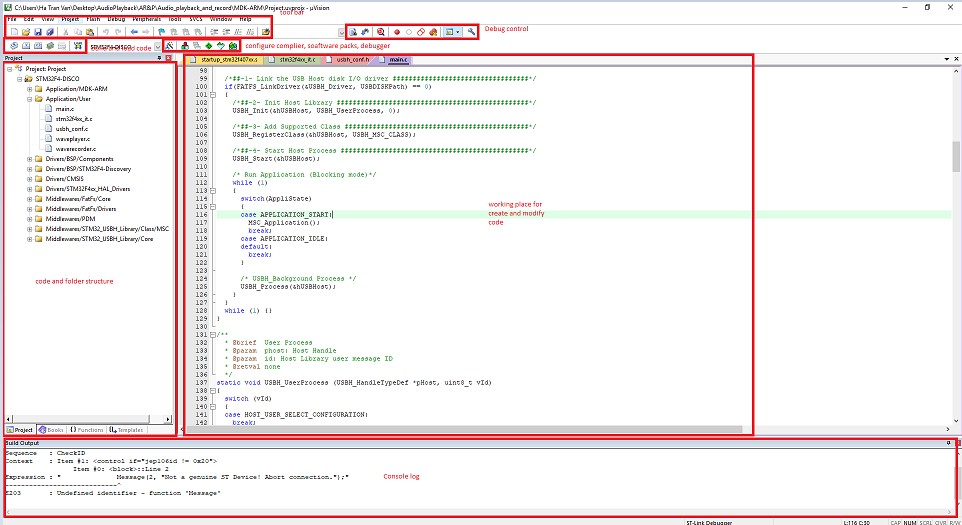 C:\Users\Ha Tran Van\Desktop\AudioPlayback\AR&P\Audio_playback_and_record\MDK-ARM\Project.uvprojx - µVision
File Edit View Project Flash Debug Peripherals Tools SVCS Window Help
tool bar
Debug control
STM32F4-DISCO
configure complier, soaftware packs, debugger
Project
startup_stm32f407xx.s stm32f4xx_it.c usbh_conf.h main.c
Project: Project
STM32F4-DISCO
Application/MDK-ARM
Application/User
main.c
stm32f4xx_it.c
usbh_conf.c
waveplayer.c
waverecorder.c
Drivers/BSP/Components
Drivers/BSP/STM32F4-Discovery
Drivers/CMSIS
Drivers/STM32F4xx_HAL_Drivers
Middlewares/FatFs/Core
Middlewares/FatFs/Drivers
Middlewares/PDM
Middlewares/STM32_USBH_Library/Class/MSC
Middlewares/STM32_USBH_Library/Core
code and folder structure
98
99 /*##-1- Link the USB Host disk I/O driver ##################################*/
100 if(FATFS_LinkDriver(&USBH_Driver, USBDISKPath) == 0)
101 {
102 /*##-2- Init Host Library ################################################*/
103 USBH_Init(&hUSBHost, USBH_UserProcess, 0);
104
105 /*##-3- Add Supported Class ##############################################*/
106 USBH_RegisterClass(&hUSBHost, USBH_MSC_CLASS);
107
108 /*##-4- Start Host Process ###############################################*/
109 USBH_Start(&hUSBHost);
110
111 /* Run Application (Blocking mode)*/
112 while (1)
113 {
114 switch(AppliState)
115 {
116 case APPLICATION_START:
117 MSC_Application();
118 break;
119 case APPLICATION_IDLE:
120 default:
121 break;
122 }
123
124 /* USBH_Background Process */
125 USBH_Process(&hUSBHost);
126 }
127 }
128 while (1) {}
129 }
130
131 /**
132 * @brief User Process
133 * @param phost: Host Handle
134 * @param id: Host Library user message ID
135 * @retval none
136 */
137 static void USBH_UserProcess (USBH_HandleTypeDef *pHost, uint8_t vId)
138 {
139 switch (vId)
140 {
141 case HOST_USER_SELECT_CONFIGURATION:
142 break;
working place for
create and modify
code
Project Books {} Functions Templates
Build Output
Sequence : CheckID
Context : Item #1: <control if="jep106id != 0x20">
Item #0: <block>::Line 2
Expression : " Message(2, "Not a genuine ST Device! Abort connection.");"
----------------------------^
E203 : Undefined identifier - function 'Message'
Console log
ST-Link Debugger L:116 C:30 CAP NUM SCRL OVR R/W